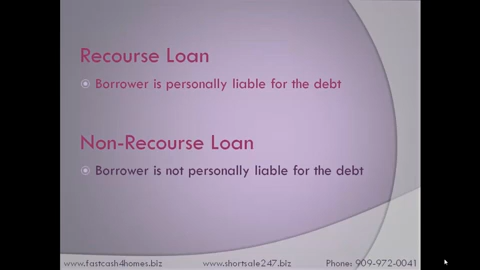 Recourse Loan
Borrower is personally liable for the debt
Non-Recourse Loan
Borrower is not personally liable for the debt
www.fastcash4homes.biz www.shortsale247.biz Phone: 909-972-0041